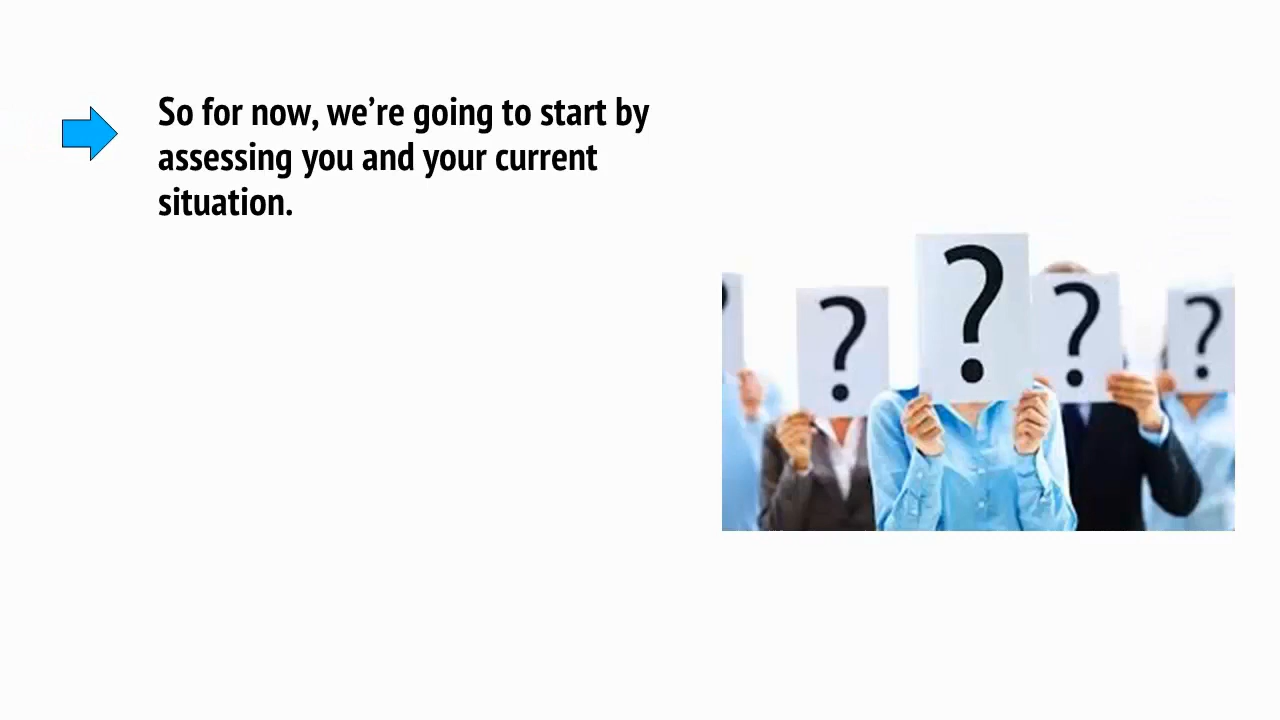 So for now, we’re going to start by
assessing you and your current
situation.
?
?
?
?
?